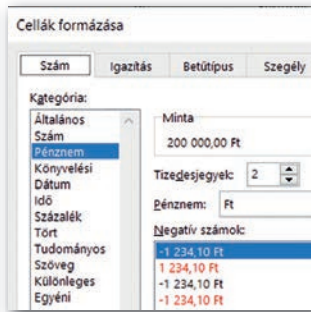 Cellák formázása
Szám Igazítás Betűtípus Szegély
Kategória:
Általános
Szám
Pénznem
Könyvelési
Dátum
Idő
Százalék
Tört
Tudományos
Szöveg
Különleges
Egyéni
Minta
200 000,00 Ft
Tizedesjegyek: 2
Pénznem: Ft
Negatív számok:
-1 234,10 Ft
1 234,10 Ft
-1 234,10 Ft
-1 234,10 Ft